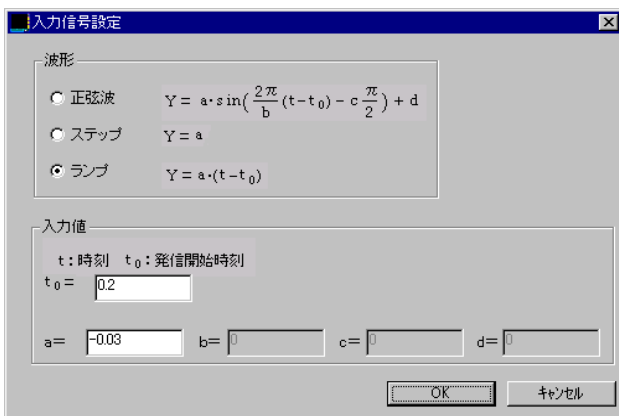 入力信号設定
波形
正弦波 Y = a・sin(2π/b (t−t₀) − c π/2) + d
ステップ Y = a
ランプ Y = a・(t−t₀)
入力値
t：時刻 t₀：発信開始時刻
t₀＝ 0.2
a＝ -0.03 b＝ 0 c＝ 0 d＝ 0
OK キャンセル